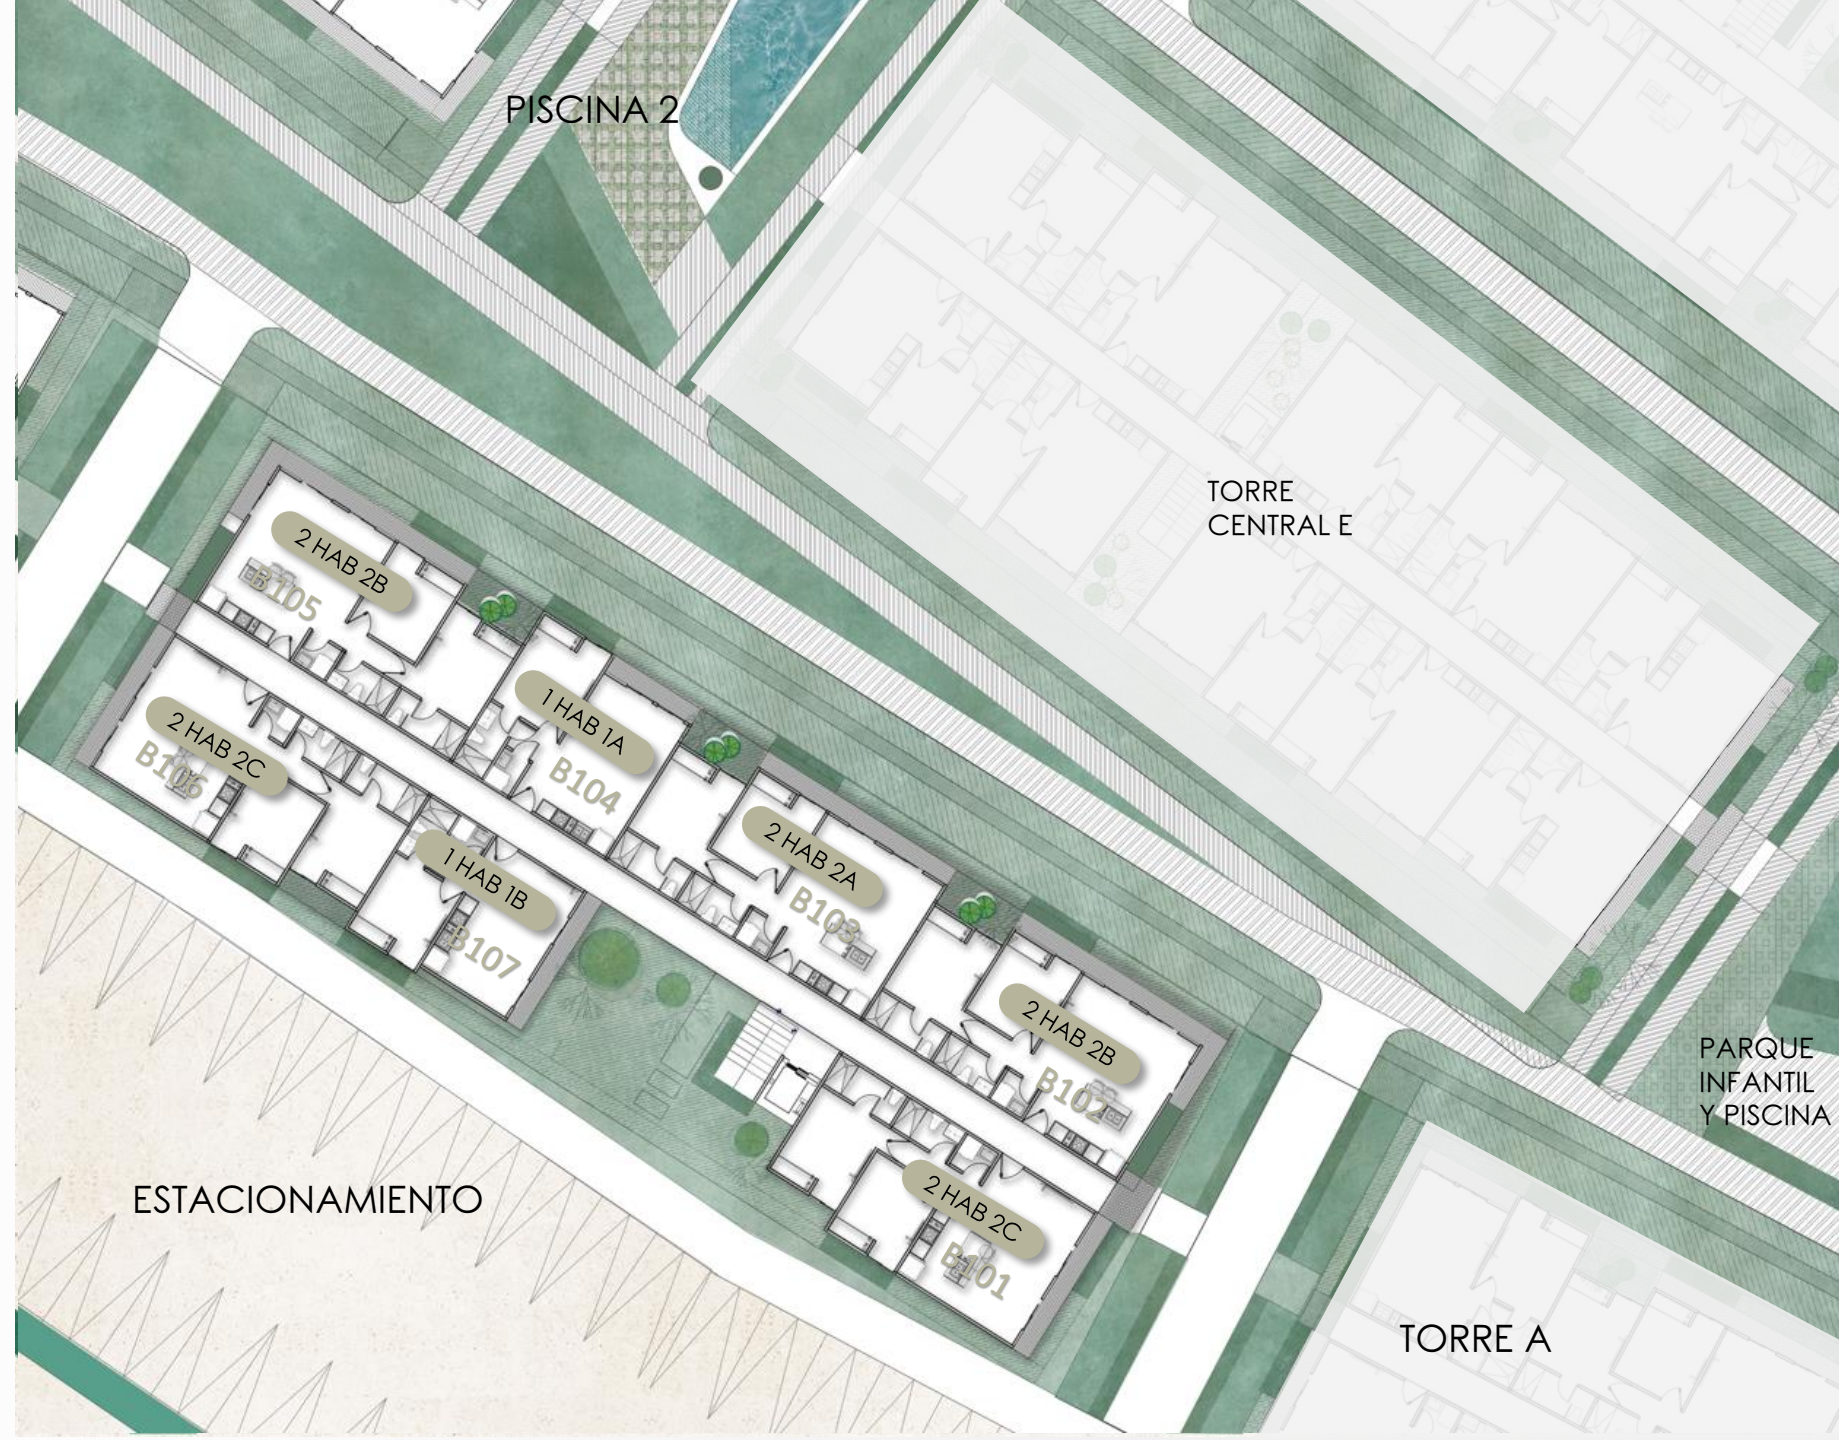 PISCINA 2
TORRE
CENTRAL E
2 HAB 2B
B105
1 HAB 1A
B104
2 HAB 2C
B106
2 HAB 2A
B103
1 HAB 1B
B107
2 HAB 2B
B102
2 HAB 2C
B101
PARQUE
INFANTIL
Y PISCINA
ESTACIONAMIENTO
TORRE A